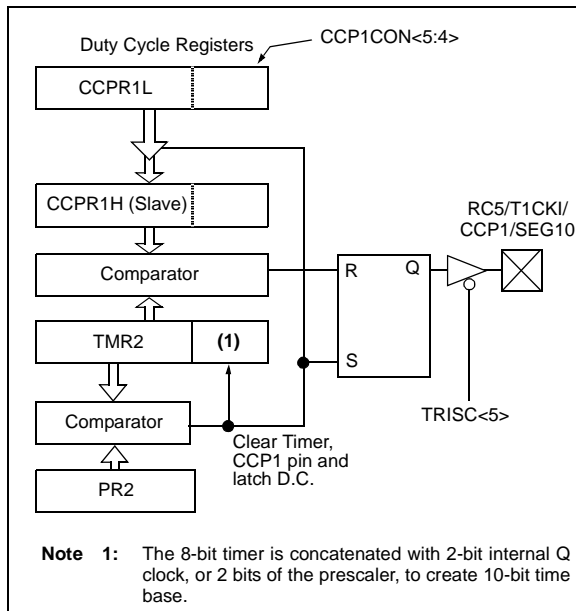 Duty Cycle Registers
CCP1CON<5:4>
CCPR1L
CCPR1H (Slave)
RC5/T1CKI/
CCP1/SEG10
Comparator
R
Q
TMR2
(1)
S
Comparator
TRISC<5>
Clear Timer,
CCP1 pin and
latch D.C.
PR2
Note 1: The 8-bit timer is concatenated with 2-bit internal Q
clock, or 2 bits of the prescaler, to create 10-bit time
base.